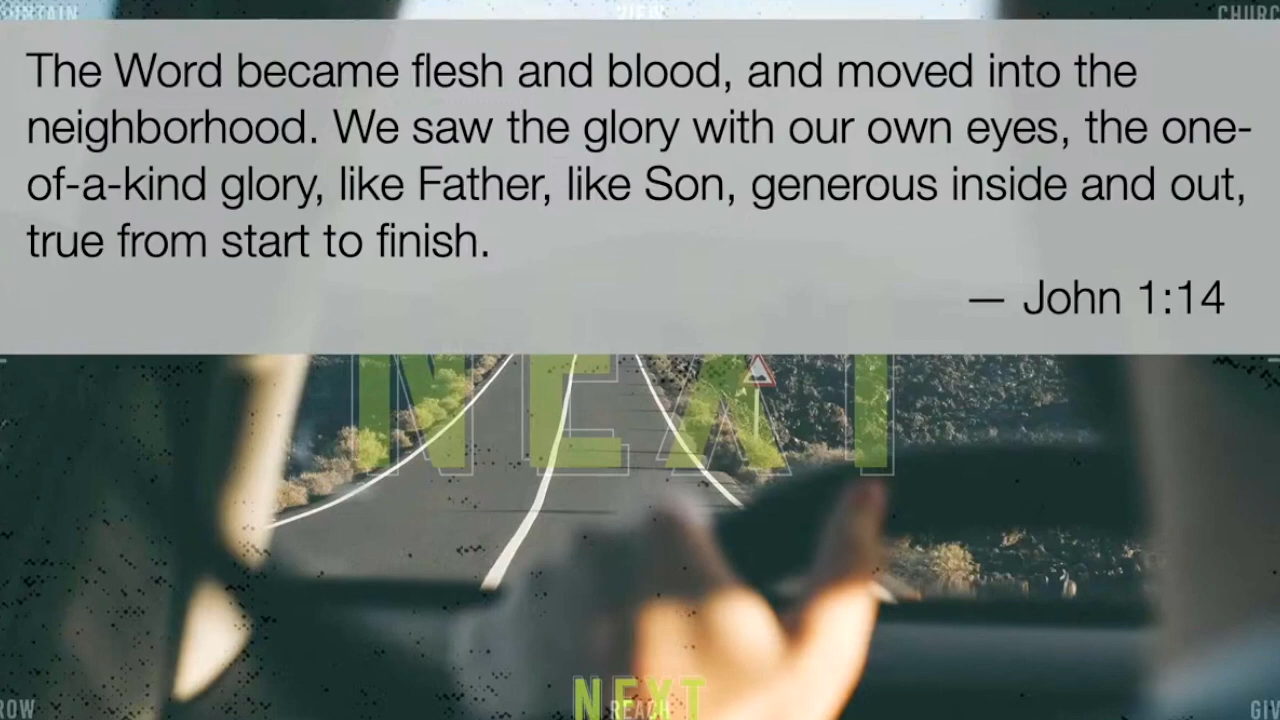 VIEW
The Word became flesh and blood, and moved into the
neighborhood. We saw the glory with our own eyes, the one-
of-a-kind glory, like Father, like Son, generous inside and out,
true from start to finish.
— John 1:14
NEXT
NEXT
REACH